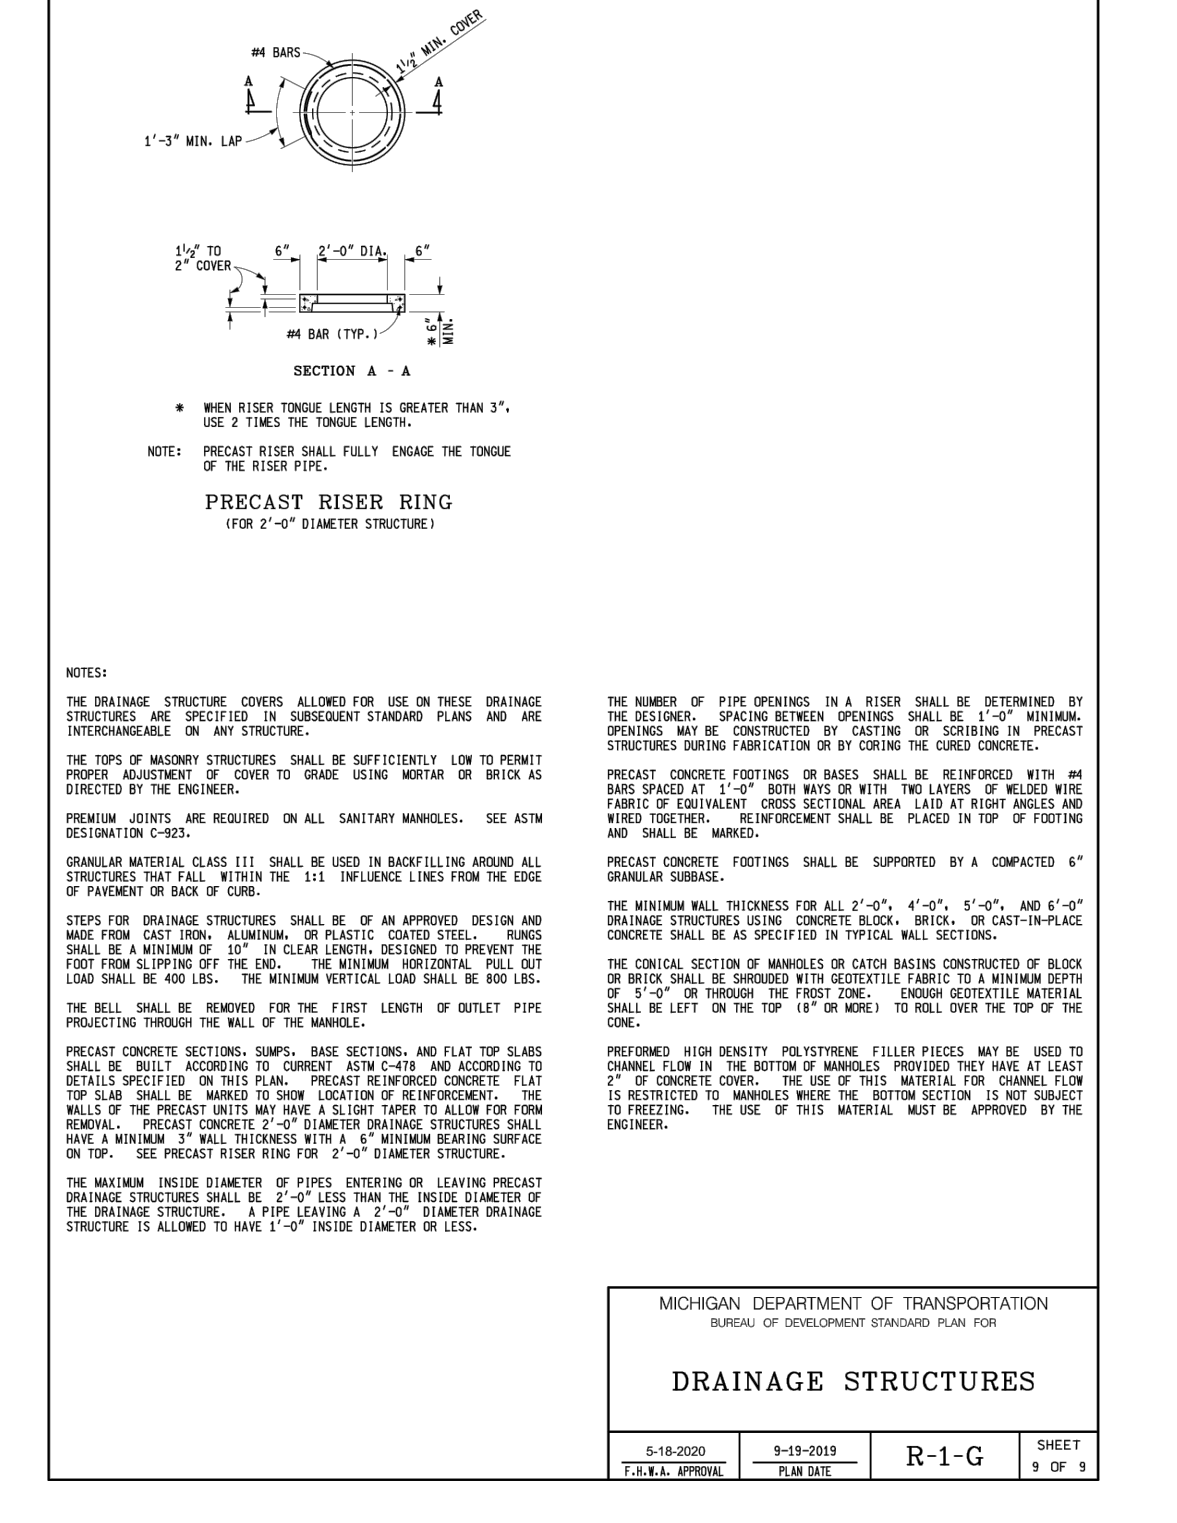 #4 BARS
1 1/2" MIN. COVER
A
A
1'-3" MIN. LAP
1 1/2" TO
2" COVER
6"
2'-0" DIA.
6"
#4 BAR (TYP.)
* 6"
MIN.
SECTION A - A
* WHEN RISER TONGUE LENGTH IS GREATER THAN 3",
USE 2 TIMES THE TONGUE LENGTH.
NOTE: PRECAST RISER SHALL FULLY ENGAGE THE TONGUE
OF THE RISER PIPE.
PRECAST RISER RING
(FOR 2'-0" DIAMETER STRUCTURE)
NOTES:
THE DRAINAGE STRUCTURE COVERS ALLOWED FOR USE ON THESE DRAINAGE
STRUCTURES ARE SPECIFIED IN SUBSEQUENT STANDARD PLANS AND ARE
INTERCHANGEABLE ON ANY STRUCTURE.
THE TOPS OF MASONRY STRUCTURES SHALL BE SUFFICIENTLY LOW TO PERMIT
PROPER ADJUSTMENT OF COVER TO GRADE USING MORTAR OR BRICK AS
DIRECTED BY THE ENGINEER.
PREMIUM JOINTS ARE REQUIRED ON ALL SANITARY MANHOLES. SEE ASTM
DESIGNATION C-923.
GRANULAR MATERIAL CLASS III SHALL BE USED IN BACKFILLING AROUND ALL
STRUCTURES THAT FALL WITHIN THE 1:1 INFLUENCE LINES FROM THE EDGE
OF PAVEMENT OR BACK OF CURB.
STEPS FOR DRAINAGE STRUCTURES SHALL BE OF AN APPROVED DESIGN AND
MADE FROM CAST IRON, ALUMINUM, OR PLASTIC COATED STEEL. RUNGS
SHALL BE A MINIMUM OF 10" IN CLEAR LENGTH, DESIGNED TO PREVENT THE
FOOT FROM SLIPPING OFF THE END. THE MINIMUM HORIZONTAL PULL OUT
LOAD SHALL BE 400 LBS. THE MINIMUM VERTICAL LOAD SHALL BE 800 LBS.
THE BELL SHALL BE REMOVED FOR THE FIRST LENGTH OF OUTLET PIPE
PROJECTING THROUGH THE WALL OF THE MANHOLE.
PRECAST CONCRETE SECTIONS, SUMPS, BASE SECTIONS, AND FLAT TOP SLABS
SHALL BE BUILT ACCORDING TO CURRENT ASTM C-478 AND ACCORDING TO
DETAILS SPECIFIED ON THIS PLAN. PRECAST REINFORCED CONCRETE FLAT
TOP SLAB SHALL BE MARKED TO SHOW LOCATION OF REINFORCEMENT. THE
WALLS OF THE PRECAST UNITS MAY HAVE A SLIGHT TAPER TO ALLOW FOR FORM
REMOVAL. PRECAST CONCRETE 2'-0" DIAMETER DRAINAGE STRUCTURES SHALL
HAVE A MINIMUM 3" WALL THICKNESS WITH A 6" MINIMUM BEARING SURFACE
ON TOP. SEE PRECAST RISER RING FOR 2'-0" DIAMETER STRUCTURE.
THE MAXIMUM INSIDE DIAMETER OF PIPES ENTERING OR LEAVING PRECAST
DRAINAGE STRUCTURES SHALL BE 2'-0" LESS THAN THE INSIDE DIAMETER OF
THE DRAINAGE STRUCTURE. A PIPE LEAVING A 2'-0" DIAMETER DRAINAGE
STRUCTURE IS ALLOWED TO HAVE 1'-0" INSIDE DIAMETER OR LESS.
THE NUMBER OF PIPE OPENINGS IN A RISER SHALL BE DETERMINED BY
THE DESIGNER. SPACING BETWEEN OPENINGS SHALL BE 1'-0" MINIMUM.
OPENINGS MAY BE CONSTRUCTED BY CASTING OR SCRIBING IN PRECAST
STRUCTURES DURING FABRICATION OR BY CORING THE CURED CONCRETE.
PRECAST CONCRETE FOOTINGS OR BASES SHALL BE REINFORCED WITH #4
BARS SPACED AT 1'-0" BOTH WAYS OR WITH TWO LAYERS OF WELDED WIRE
FABRIC OF EQUIVALENT CROSS SECTIONAL AREA LAID AT RIGHT ANGLES AND
WIRED TOGETHER. REINFORCEMENT SHALL BE PLACED IN TOP OF FOOTING
AND SHALL BE MARKED.
PRECAST CONCRETE FOOTINGS SHALL BE SUPPORTED BY A COMPACTED 6"
GRANULAR SUBBASE.
THE MINIMUM WALL THICKNESS FOR ALL 2'-0", 4'-0", 5'-0", AND 6'-0"
DRAINAGE STRUCTURES USING CONCRETE BLOCK, BRICK, OR CAST-IN-PLACE
CONCRETE SHALL BE AS SPECIFIED IN TYPICAL WALL SECTIONS.
THE CONICAL SECTION OF MANHOLES OR CATCH BASINS CONSTRUCTED OF BLOCK
OR BRICK SHALL BE SHROUDED WITH GEOTEXTILE FABRIC TO A MINIMUM DEPTH
OF 5'-0" OR THROUGH THE FROST ZONE. ENOUGH GEOTEXTILE MATERIAL
SHALL BE LEFT ON THE TOP (8" OR MORE) TO ROLL OVER THE TOP OF THE
CONE.
PREFORMED HIGH DENSITY POLYSTYRENE FILLER PIECES MAY BE USED TO
CHANNEL FLOW IN THE BOTTOM OF MANHOLES PROVIDED THEY HAVE AT LEAST
2" OF CONCRETE COVER. THE USE OF THIS MATERIAL FOR CHANNEL FLOW
IS RESTRICTED TO MANHOLES WHERE THE BOTTOM SECTION IS NOT SUBJECT
TO FREEZING. THE USE OF THIS MATERIAL MUST BE APPROVED BY THE
ENGINEER.
MICHIGAN DEPARTMENT OF TRANSPORTATION
BUREAU OF DEVELOPMENT STANDARD PLAN FOR
DRAINAGE STRUCTURES
5-18-2020
F.H.W.A. APPROVAL
9-19-2019
PLAN DATE
R-1-G
SHEET
9 OF 9